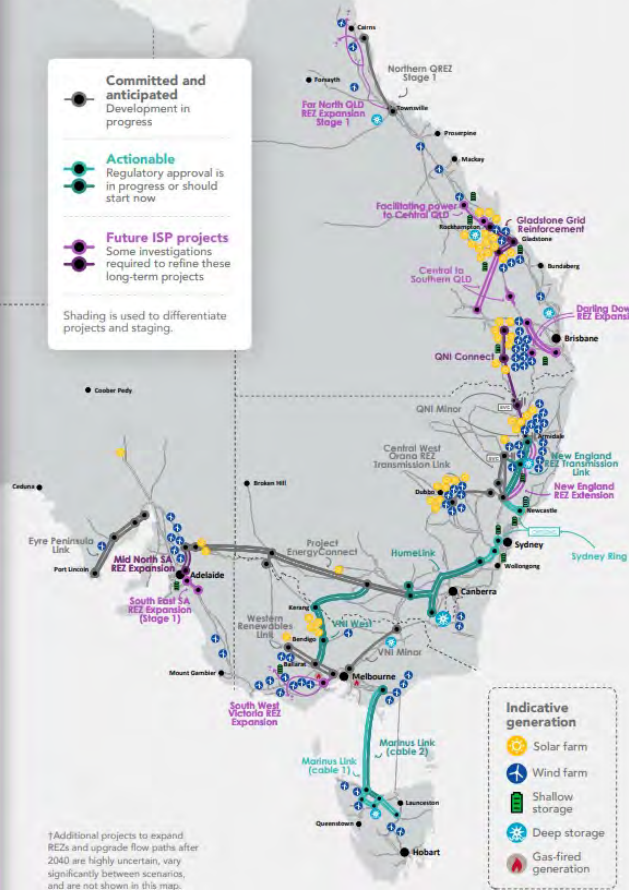 Cairns
Forsayth
Northern QREZ
Stage 1
Far North QLD
REZ Expansion
Stage 1
Townsville
Proserpine
Mackay
Committed and
anticipated
Development in
progress
Actionable
Regulatory approval is
in progress or should
start now
Future ISP projects
Some investigations
required to refine these
long-term projects
Shading is used to differentiate
projects and staging.
Facilitating power
to Central QLD
Rockhampton
Gladstone Grid
Reinforcement
Gladstone
Bundaberg
Central to
Southern QLD
Darling Dow
REZ Expansi
Brisbane
QNI Connect
Coober Pedy
QNI Minor
SVC
Armidale
Central West
Orana REZ
Transmission Link
SVC
New England
REZ Transmission
Link
New England
REZ Extension
Ceduna
Broken Hill
Dubbo
Newcastle
Sydney Ring
Sydney
Wollongong
Eyre Peninsula
Link
Port Lincoln
Mid North SA
REZ Expansion
Adelaide
Project
EnergyConnect
HumeLink
Canberra
South East SA
REZ Expansion
(Stage 1)
Kerang
Western
Renewables
Link
Bendigo
VNI West
VNI Minor
Mount Gambier
Ballarat
Melbourne
South West
Victoria REZ
Expansion
Marinus Link
(cable 2)
Marinus Link
(cable 1)
Launceston
Queenstown
Hobart
Indicative
generation
Solar farm
Wind farm
Shallow
storage
Deep storage
Gas-fired
generation
†Additional projects to expand
REZs and upgrade flow paths after
2040 are highly uncertain, vary
significantly between scenarios,
and are not shown in this map.